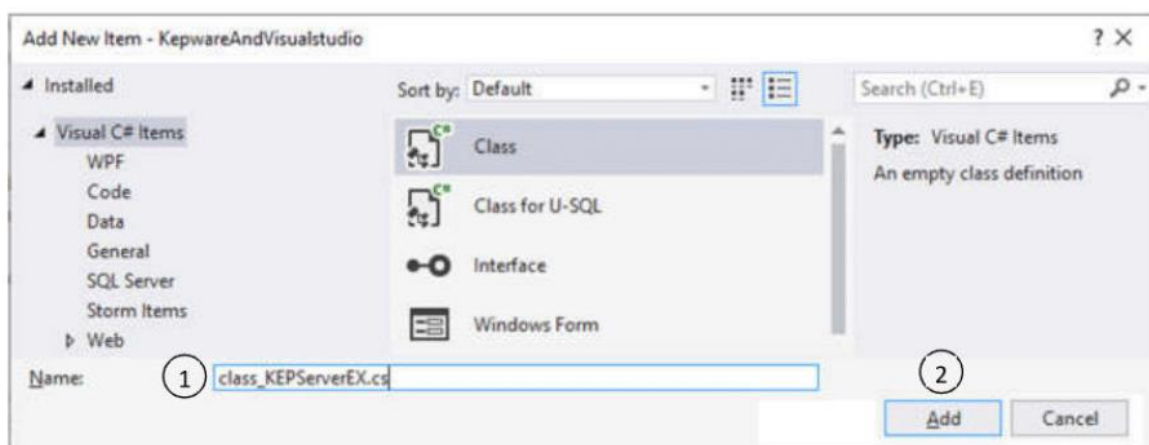 Add New Item - KepwareAndVisualstudio
? ×
Installed
Sort by: Default
Search (Ctrl+E)
Visual C# Items
WPF
Code
Data
General
SQL Server
Storm Items
Web
C# Class
C# Class for U-SQL
Interface
Windows Form
Type: Visual C# Items
An empty class definition
Name:
1
class_KEPServerEX.cs
2
Add
Cancel